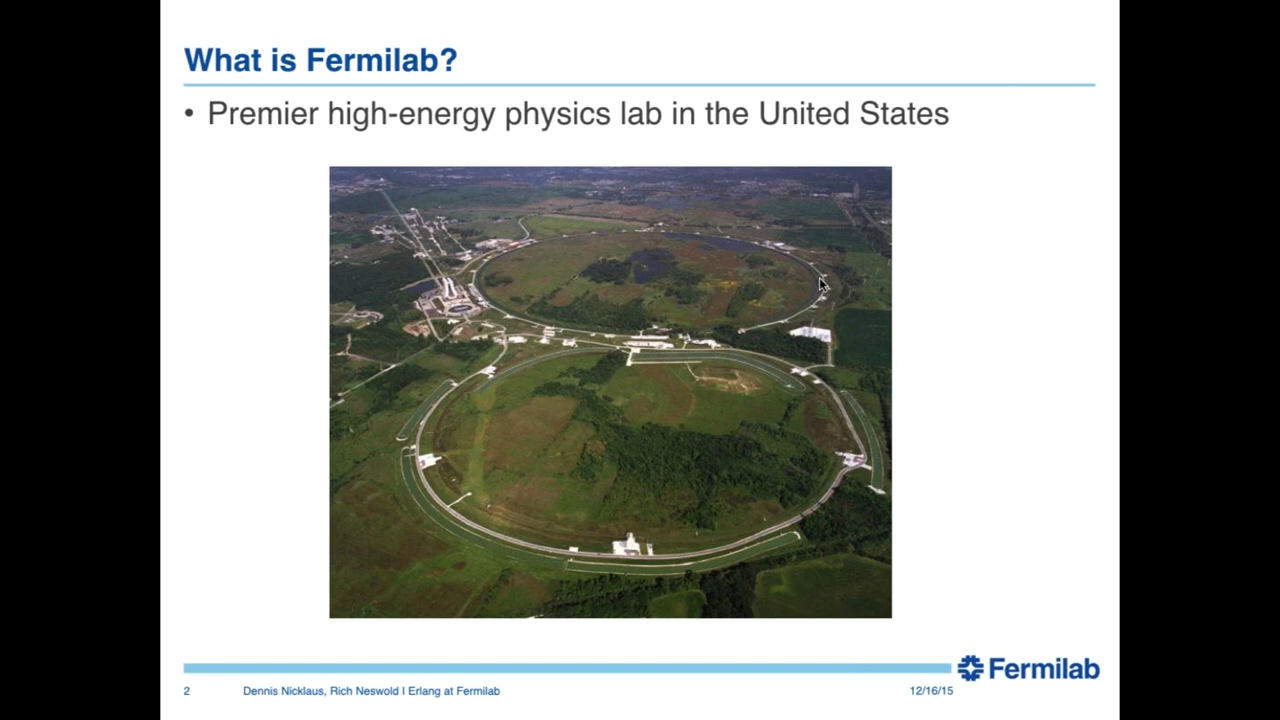 What is Fermilab?
• Premier high-energy physics lab in the United States
Fermilab
2 Dennis Nicklaus, Rich Neswold I Erlang at Fermilab 12/16/15